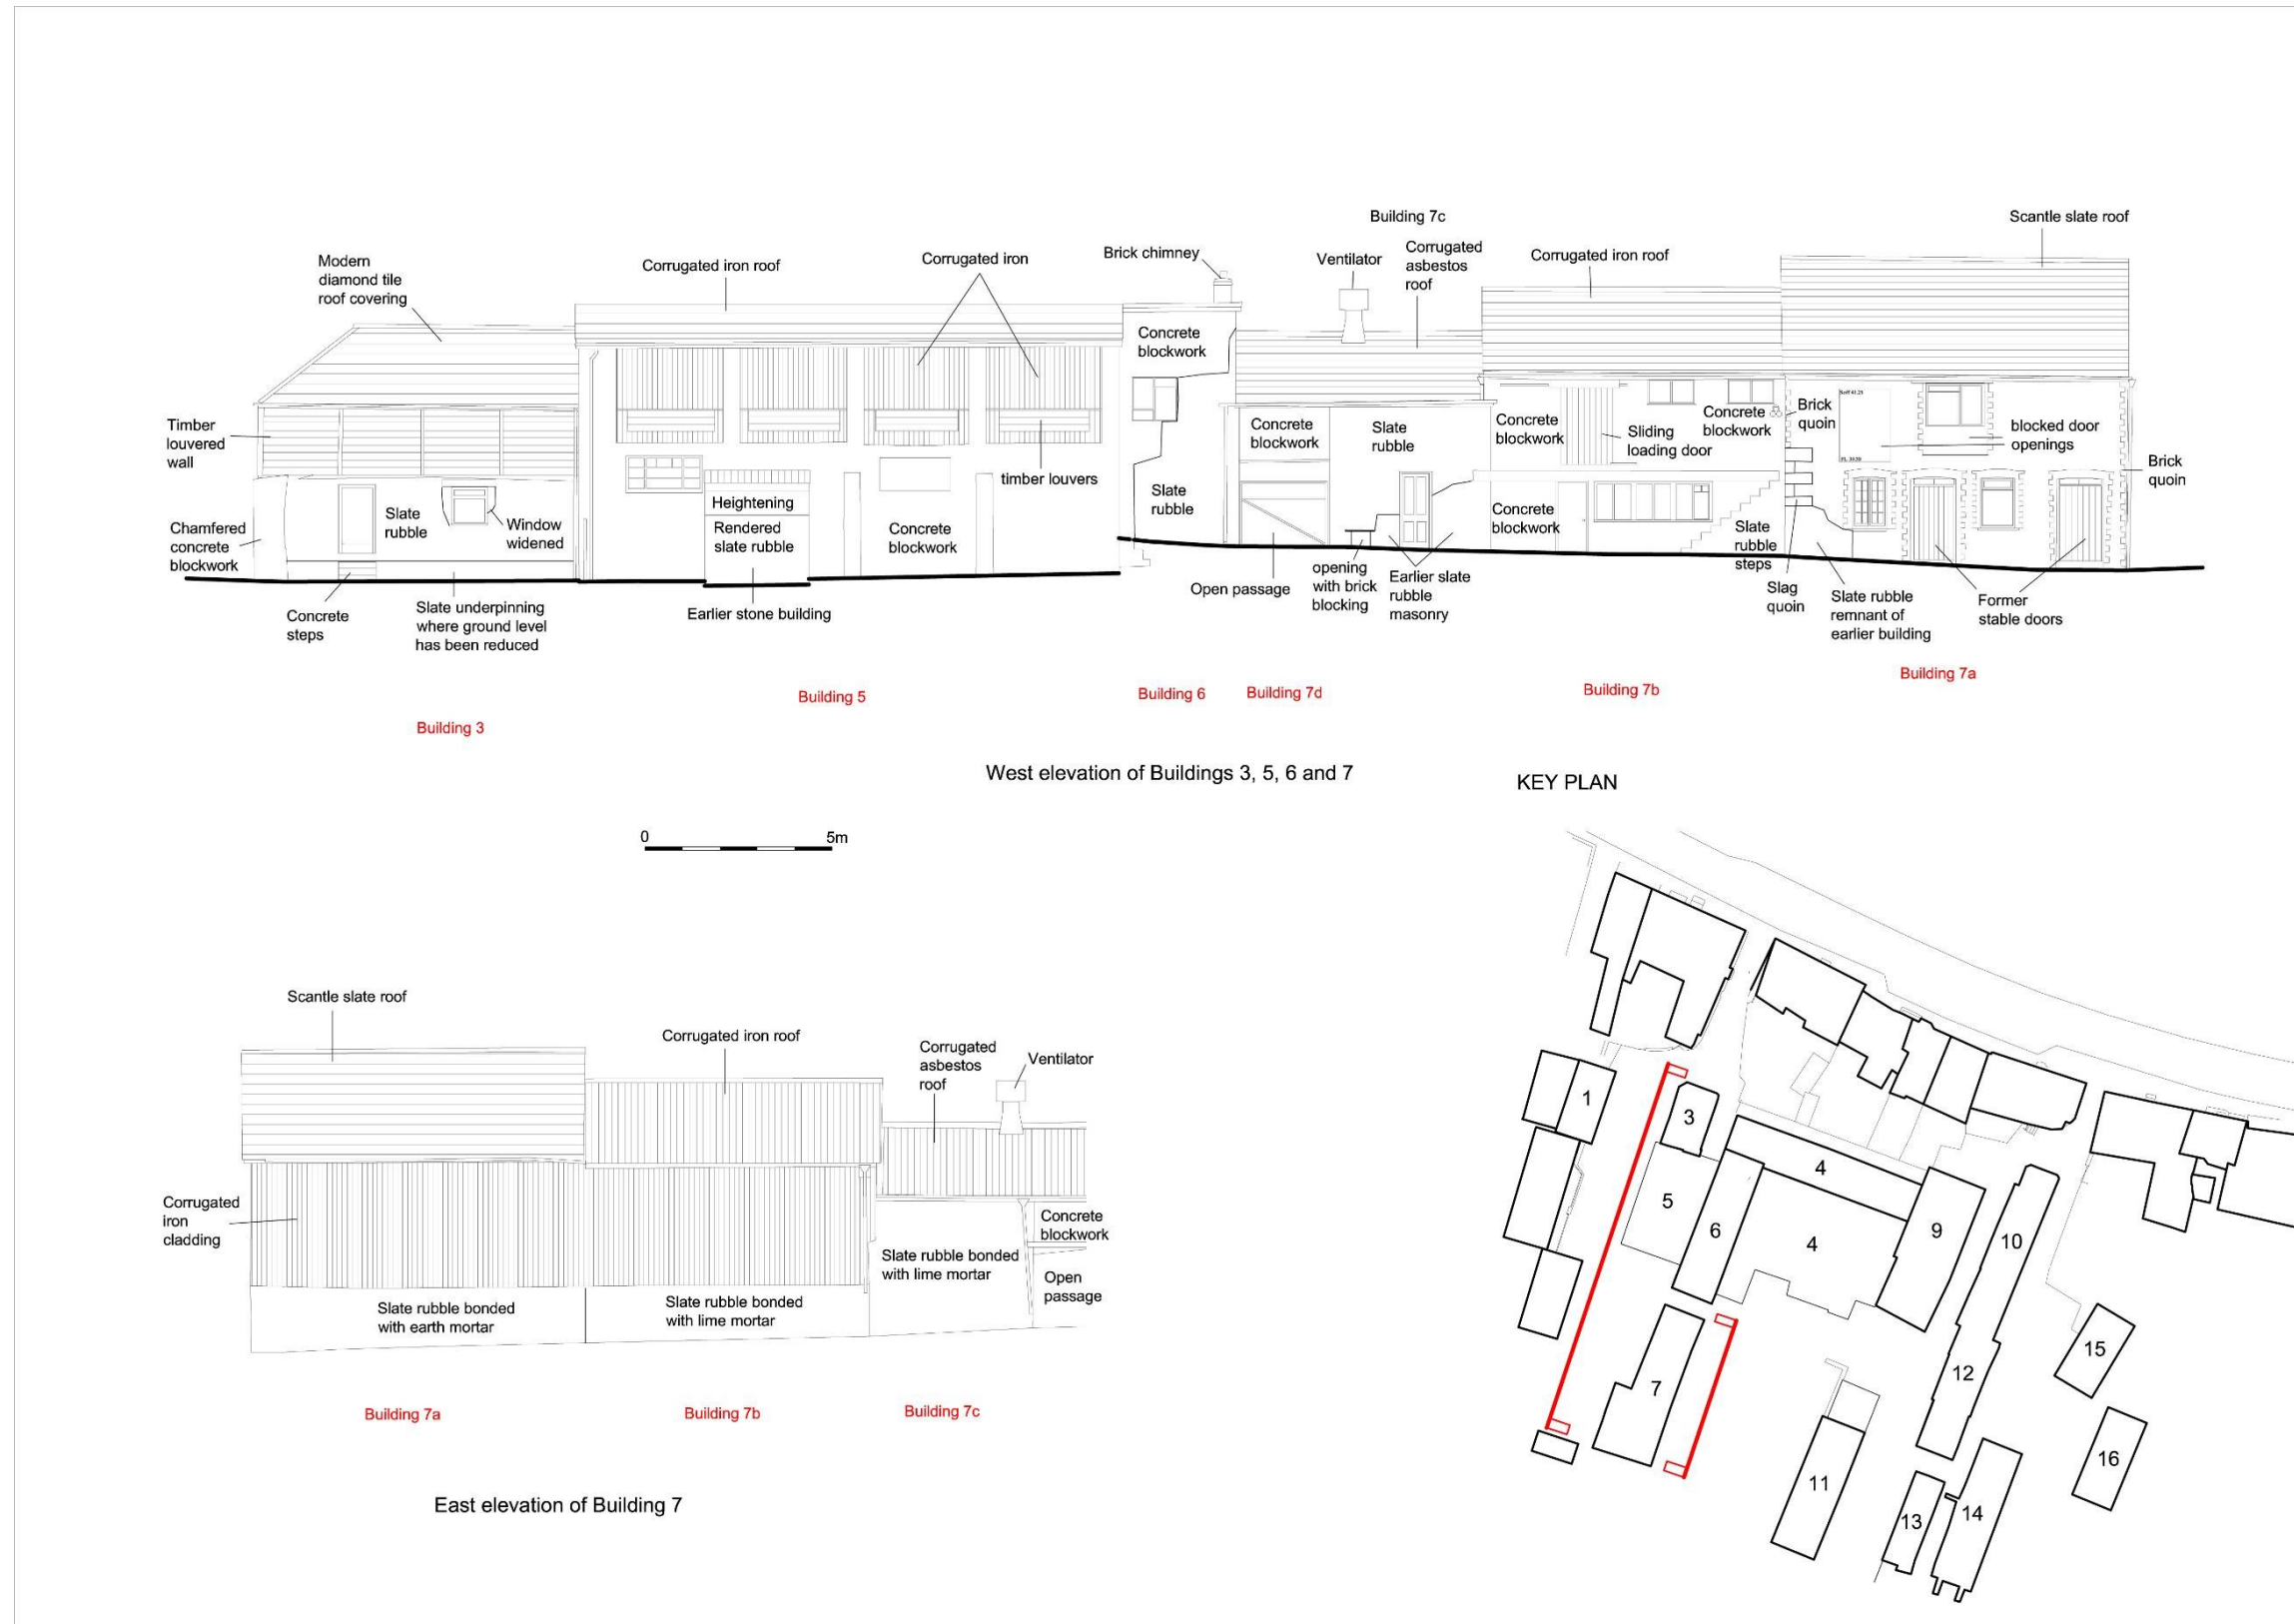 Building 7c
Scantle slate roof
Modern
diamond tile
roof covering
Corrugated iron roof
Corrugated iron
Brick chimney
Ventilator
Corrugated
asbestos
roof
Corrugated iron roof
Timber
louvered
wall
Chamfered
concrete
blockwork
Slate
rubble
Window
widened
Heightening
Rendered
slate rubble
Concrete
blockwork
timber louvers
Concrete
blockwork
Slate
rubble
Concrete
blockwork
Slate
rubble
Concrete
blockwork
Sliding
loading door
Concrete
blockwork
Concrete
blockwork
Brick
quoin
blocked door
openings
Brick
quoin
Slate
rubble
steps
Concrete
steps
Slate underpinning
where ground level
has been reduced
Earlier stone building
Open passage
opening
with brick
blocking
Earlier slate
rubble
masonry
Slag
quoin
Slate rubble
remnant of
earlier building
Former
stable doors
Building 3
Building 5
Building 6
Building 7d
Building 7b
Building 7a
West elevation of Buildings 3, 5, 6 and 7
KEY PLAN
0
5m
Scantle slate roof
Corrugated iron roof
Corrugated
asbestos
roof
Ventilator
Corrugated
iron
cladding
Slate rubble bonded
with earth mortar
Slate rubble bonded
with lime mortar
Slate rubble bonded
with lime mortar
Concrete
blockwork
Open
passage
Building 7a
Building 7b
Building 7c
East elevation of Building 7
1
3
4
5
6
4
9
10
7
12
15
11
16
13
14